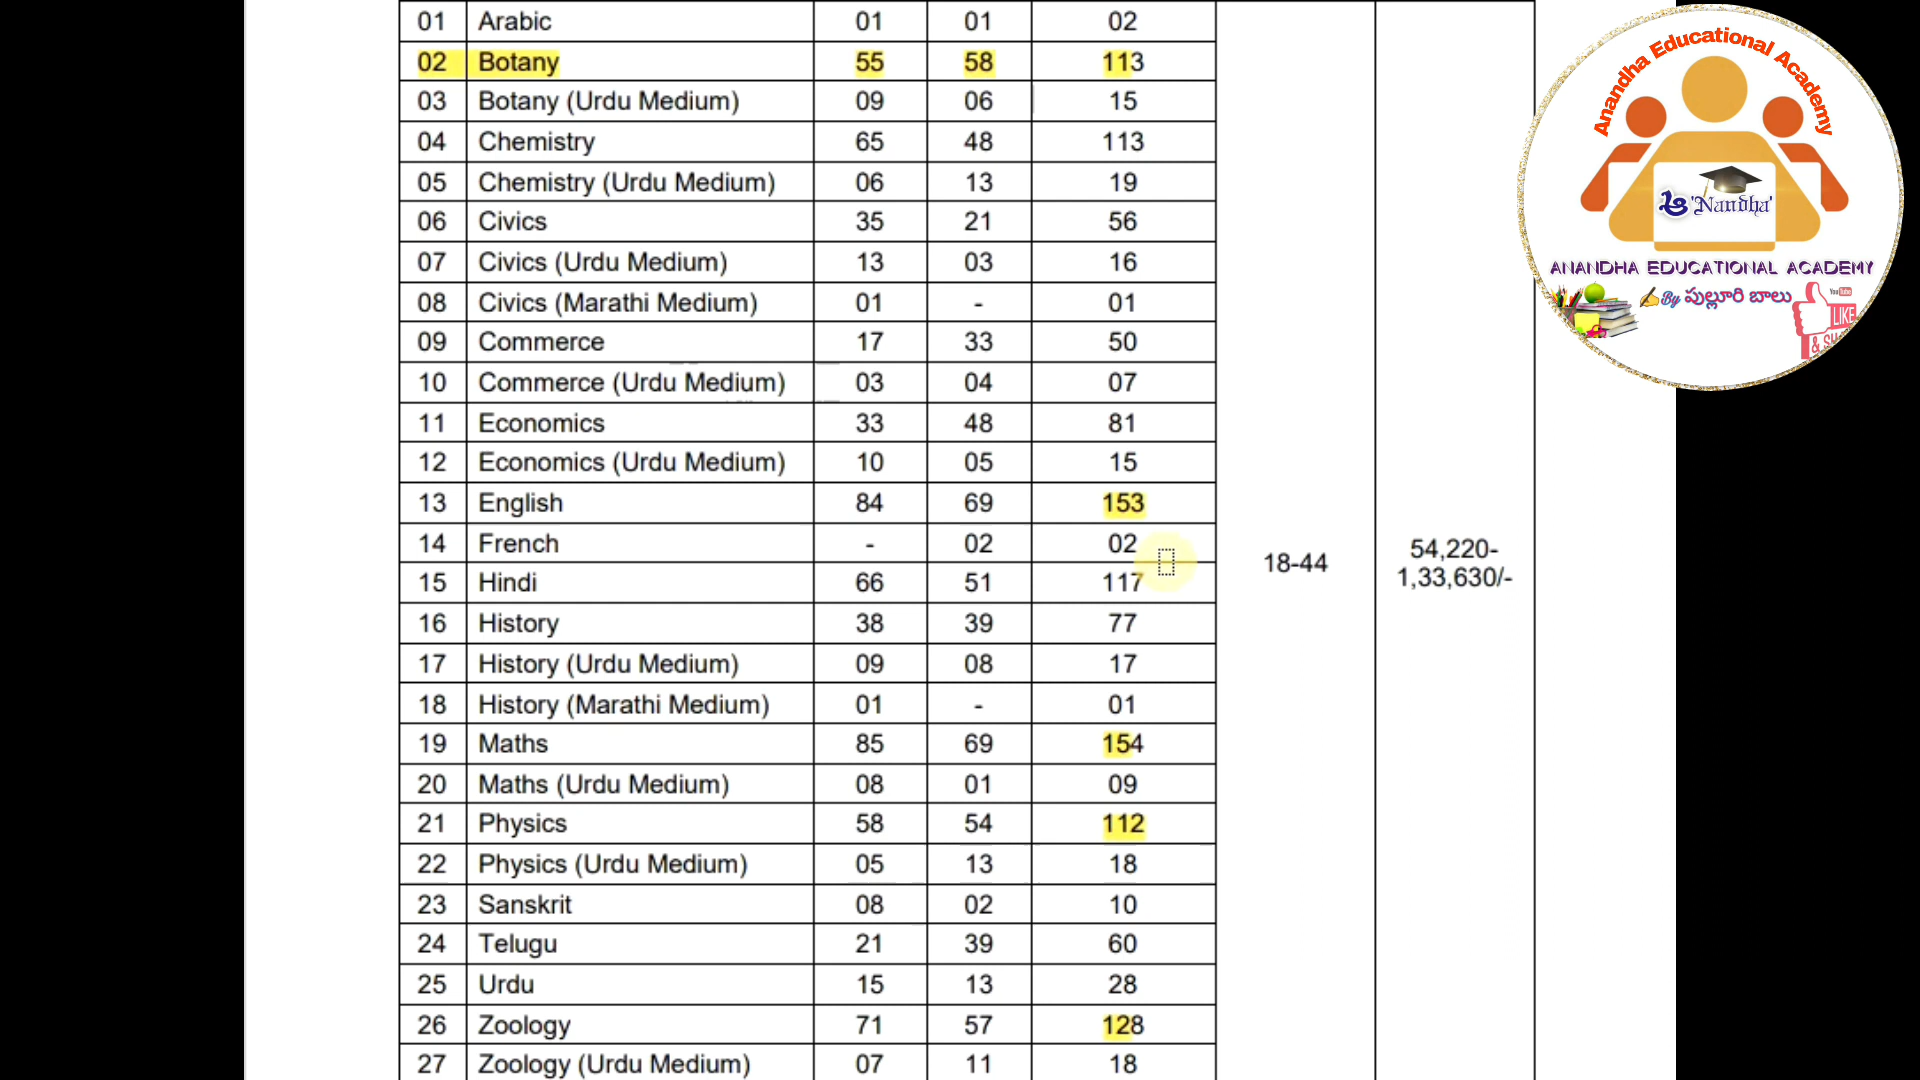 01 Arabic 01 01 02
02 Botany 55 58 113
03 Botany (Urdu Medium) 09 06 15
04 Chemistry 65 48 113
05 Chemistry (Urdu Medium) 06 13 19
06 Civics 35 21 56
07 Civics (Urdu Medium) 13 03 16
08 Civics (Marathi Medium) 01 - 01
09 Commerce 17 33 50
10 Commerce (Urdu Medium) 03 04 07
11 Economics 33 48 81
12 Economics (Urdu Medium) 10 05 15
13 English 84 69 153
14 French - 02 02
15 Hindi 66 51 117
16 History 38 39 77
17 History (Urdu Medium) 09 08 17
18 History (Marathi Medium) 01 - 01
19 Maths 85 69 154
20 Maths (Urdu Medium) 08 01 09
21 Physics 58 54 112
22 Physics (Urdu Medium) 05 13 18
23 Sanskrit 08 02 10
24 Telugu 21 39 60
25 Urdu 15 13 28
26 Zoology 71 57 128
27 Zoology (Urdu Medium) 07 11 18
18-44
54,220-
1,33,630/-
Anandha Educational Academy
'Nandha'
ANANDHA EDUCATIONAL ACADEMY
By పుల్లూరి బాలు
You Tube
LIKE